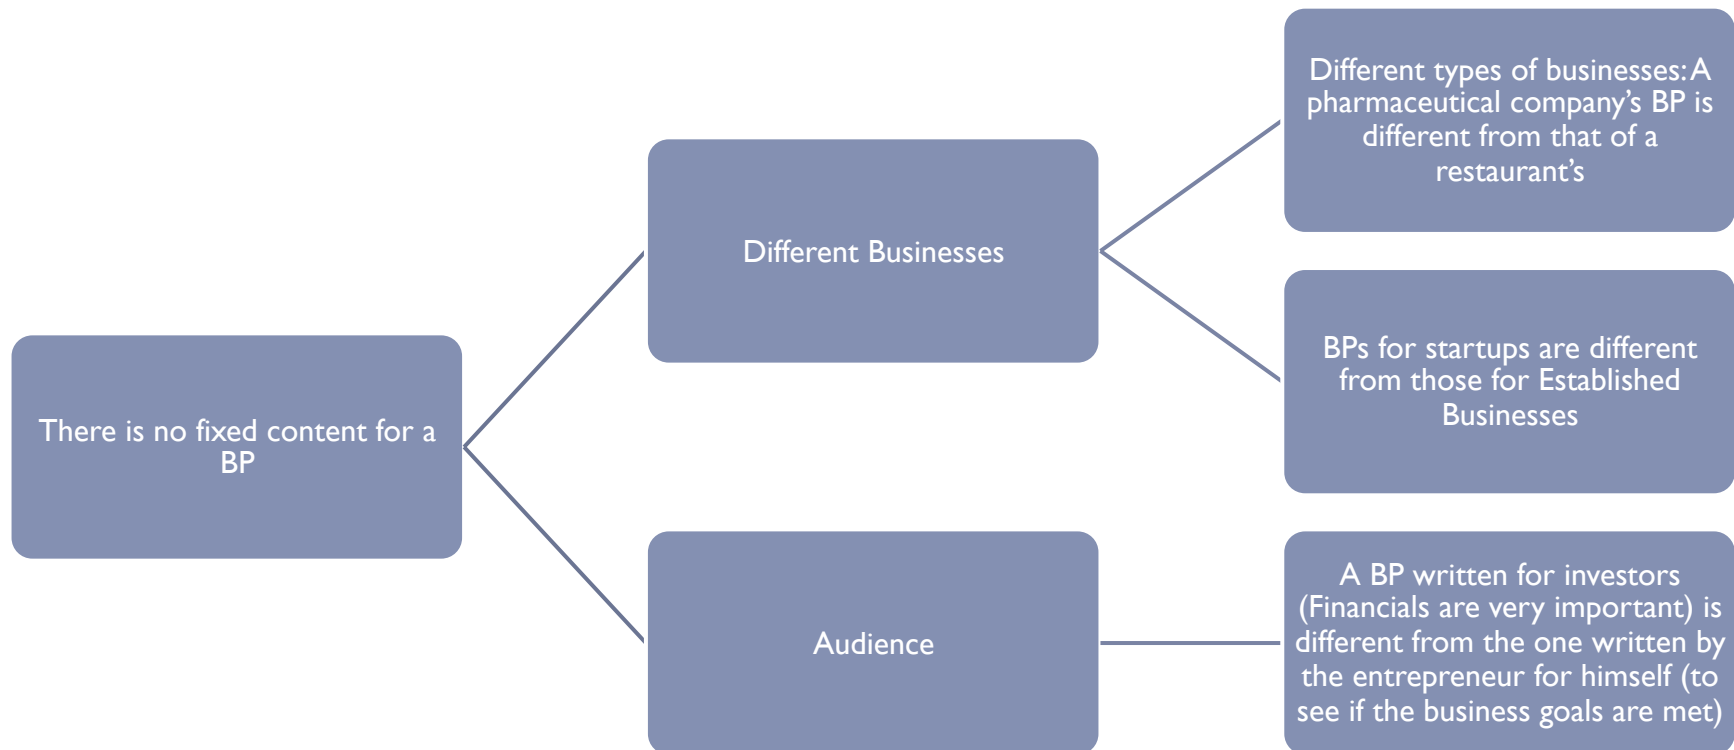 There is no fixed content for a
BP
Different Businesses
Different types of businesses: A
pharmaceutical company’s BP is
different from that of a
restaurant’s
BPs for startups are different
from those for Established
Businesses
Audience
A BP written for investors
(Financials are very important) is
different from the one written by
the entrepreneur for himself (to
see if the business goals are met)